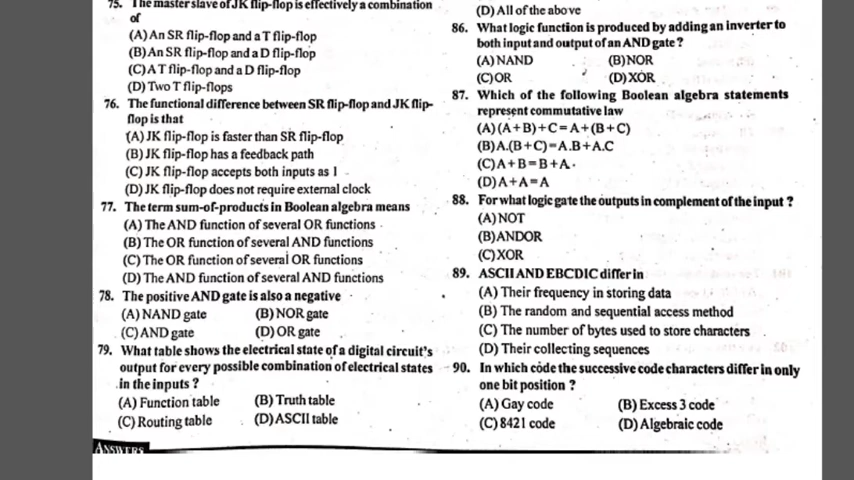 75. The master slave of JK flip-flop is effectively a combination
of
(A) An SR flip-flop and a T flip-flop
(B) An SR flip-flop and a D flip-flop
(C) A T flip-flop and a D flip-flop
(D) Two T flip-flops
76. The functional difference between SR flip-flop and JK flip-
flop is that
(A) JK flip-flop is faster than SR flip-flop
(B) JK flip-flop has a feedback path
(C) JK flip-flop accepts both inputs as 1
(D) JK flip-flop does not require external clock
77. The term sum-of-products in Boolean algebra means
(A) The AND function of several OR functions
(B) The OR function of several AND functions
(C) The OR function of several OR functions
(D) The AND function of several AND functions
78. The positive AND gate is also a negative
(A) NAND gate (B) NOR gate
(C) AND gate (D) OR gate
79. What table shows the electrical state of a digital circuit's
output for every possible combination of electrical states
in the inputs ?
(A) Function table (B) Truth table
(C) Routing table (D) ASCII table
ANSWERS
(D) All of the above
86. What logic function is produced by adding an inverter to
both input and output of an AND gate ?
(A) NAND (B) NOR
(C) OR (D) XOR
87. Which of the following Boolean algebra statements
represent commutative law
(A) (A+B)+C=A+(B+C)
(B) A.(B+C)=A.B+A.C
(C) A+B=B+A
(D) A+A=A
88. For what logic gate the outputs in complement of the input ?
(A) NOT
(B) ANDOR
(C) XOR
89. ASCII AND EBCDIC differ in
(A) Their frequency in storing data
(B) The random and sequential access method
(C) The number of bytes used to store characters
(D) Their collecting sequences
90. In which code the successive code characters differ in only
one bit position ?
(A) Gay code (B) Excess 3 code
(C) 8421 code (D) Algebraic code